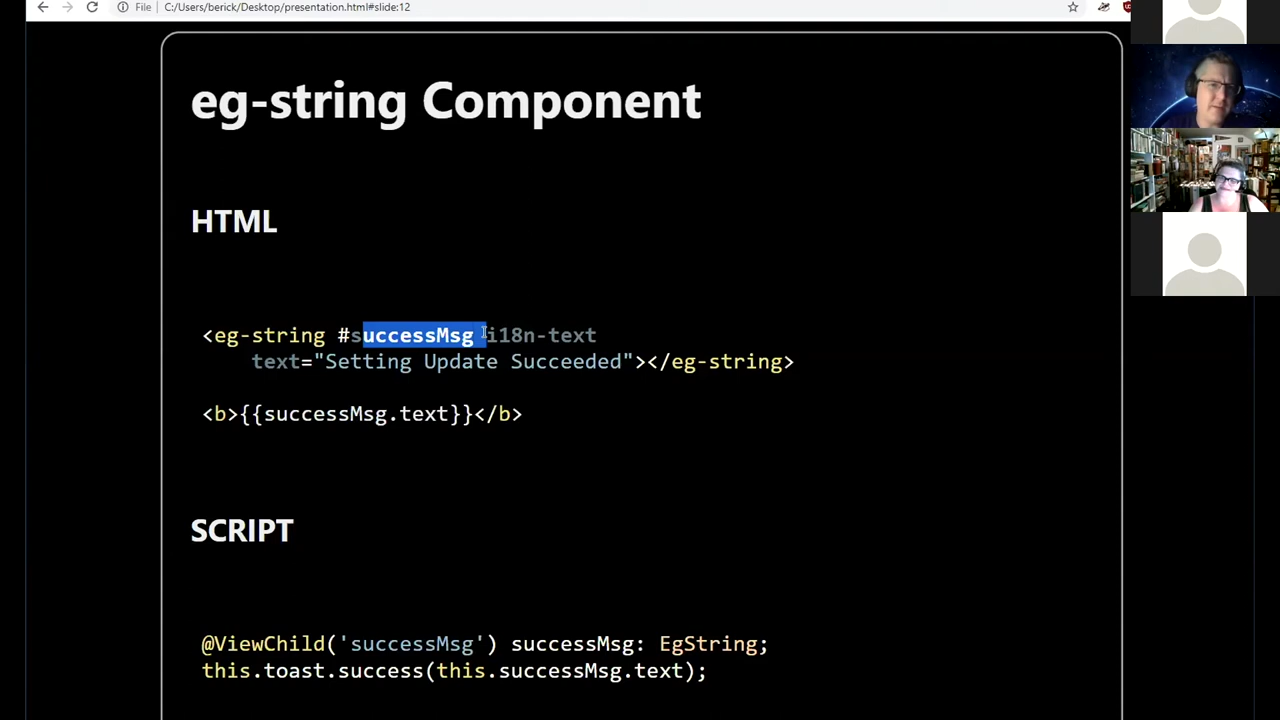 File
C:/Users/berick/Desktop/presentation.html#slide:12
eg-string Component
HTML
<eg-string #successMsg i18n-text
text="Setting Update Succeeded"></eg-string>
<b>{{successMsg.text}}</b>
SCRIPT
@ViewChild('successMsg') successMsg: EgString;
this.toast.success(this.successMsg.text);